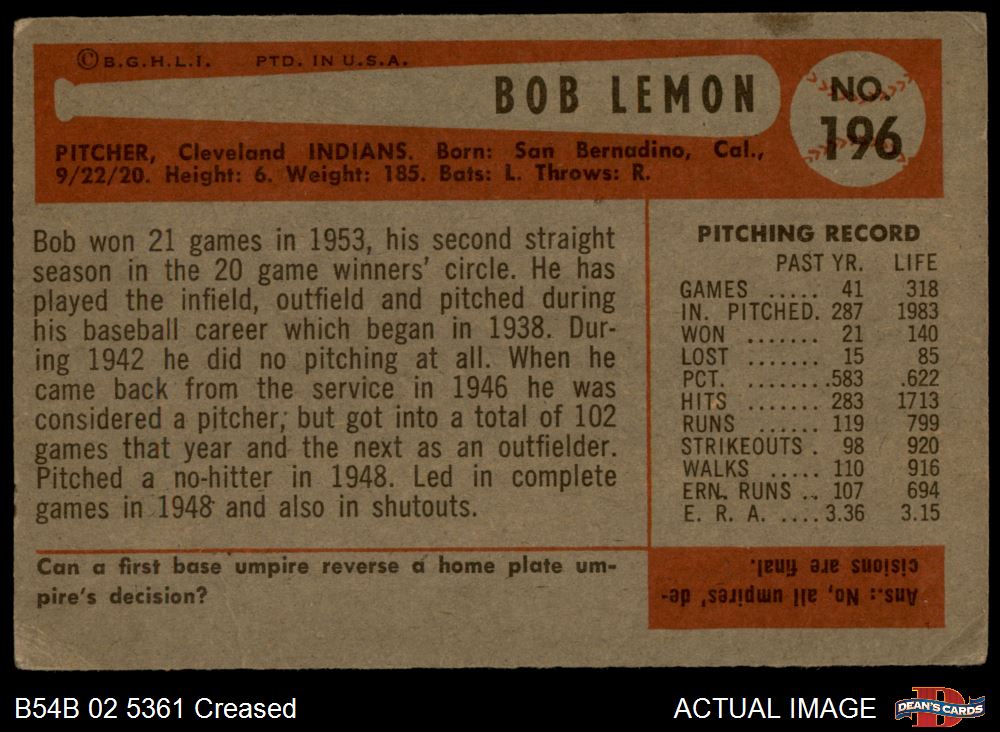 ©B.G.H.L.I. PTD. IN U.S.A.
BOB LEMON
NO.
196
PITCHER, Cleveland INDIANS. Born: San Bernadino, Cal.,
9/22/20. Height: 6. Weight: 185. Bats: L. Throws: R.
Bob won 21 games in 1953, his second straight
season in the 20 game winners' circle. He has
played the infield, outfield and pitched during
his baseball career which began in 1938. Dur-
ing 1942 he did no pitching at all. When he
came back from the service in 1946 he was
considered a pitcher, but got into a total of 102
games that year and the next as an outfielder.
Pitched a no-hitter in 1948. Led in complete
games in 1948 and also in shutouts.
PITCHING RECORD
PAST YR. LIFE
GAMES ..... 41 318
IN. PITCHED. 287 1983
WON ....... 21 140
LOST ....... 15 85
PCT. ....... .583 .622
HITS ....... 283 1713
RUNS ...... 119 799
STRIKEOUTS . 98 920
WALKS ..... 110 916
ERN. RUNS .. 107 694
E. R. A. .... 3.36 3.15
Can a first base umpire reverse a home plate um-
pire's decision?
Ans.: No, all umpires' de-
cisions are final.
B54B 02 5361 Creased
ACTUAL IMAGE
D
DEAN'S CARDS